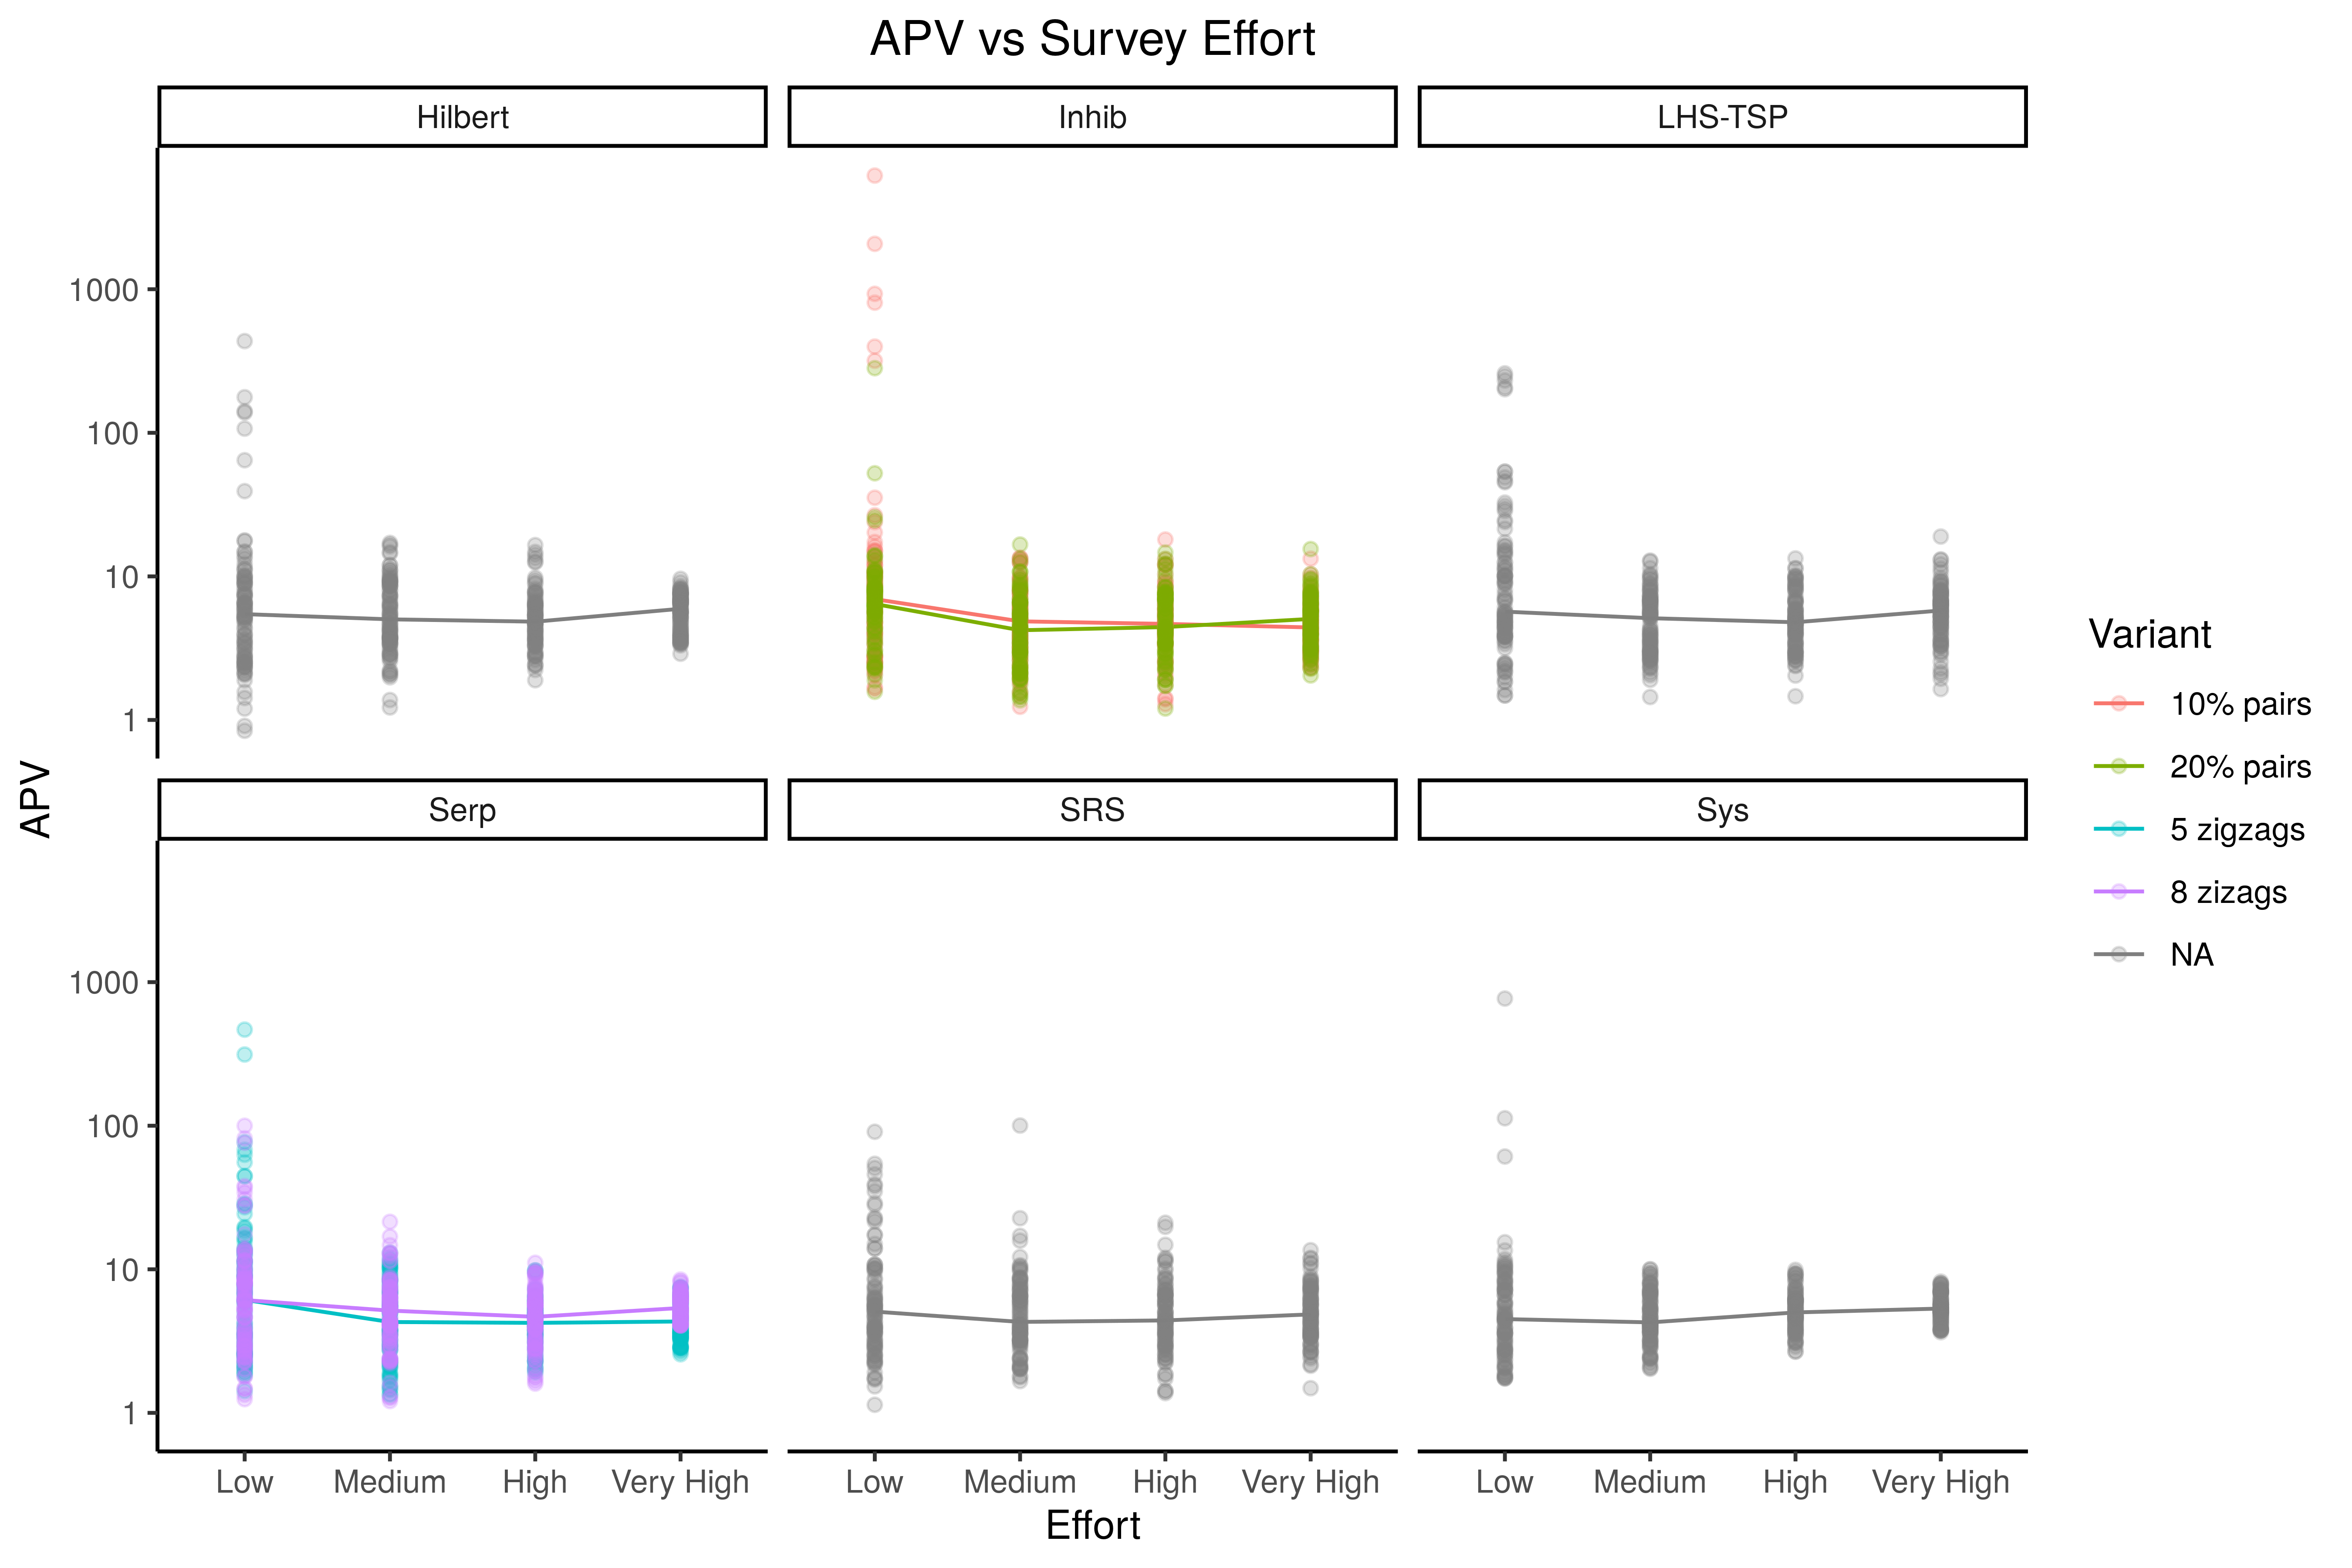 APV vs Survey Effort
Hilbert
Inhib
LHS-TSP
1000
100
10
1
Serp
SRS
Sys
1000
100
10
1
Low Medium High Very High
Low Medium High Very High
Low Medium High Very High
Effort
APV
Variant
10% pairs
20% pairs
5 zigzags
8 zizags
NA